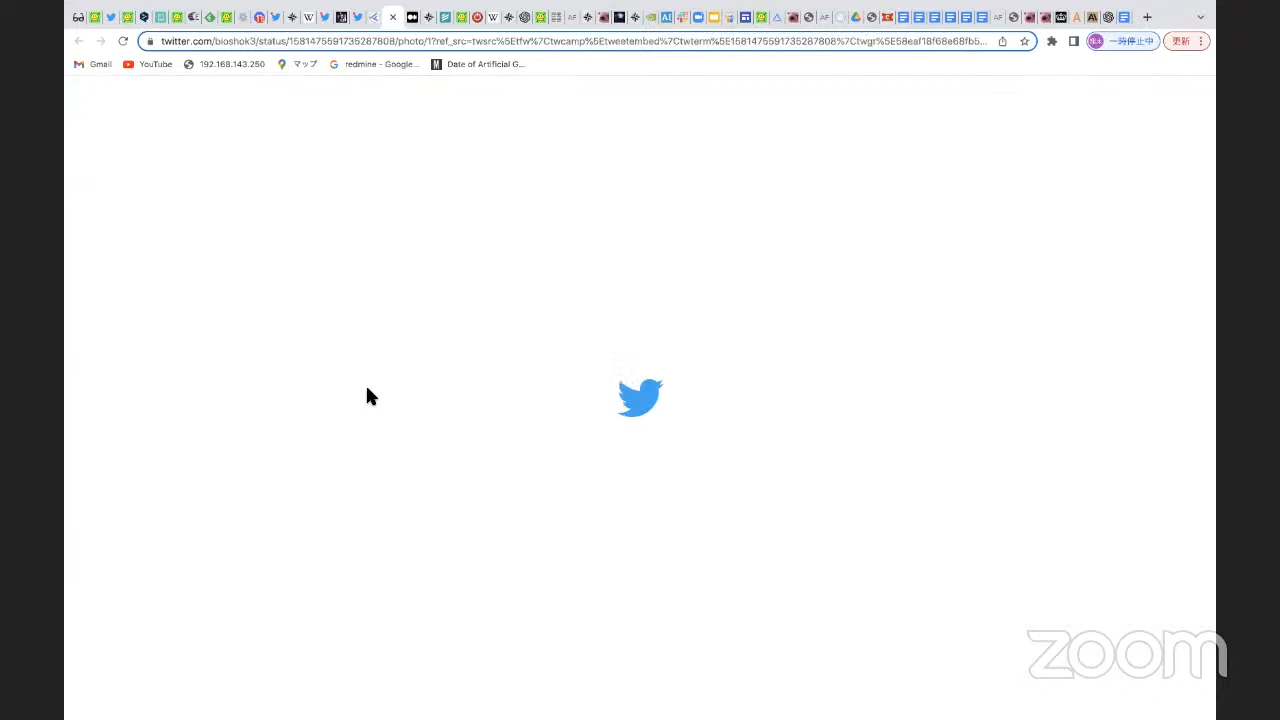 twitter.com/bioshok3/status/1581475591735287808/photo/1?ref_src=twsrc%5Etfw%7Ctwcamp%5Etweetembed%7Ctwterm%5E1581475591735287808%7Ctwgr%5E58eaf18f68e68fb5...
一時停止中
更新
Gmail
YouTube
192.168.143.250
マップ
redmine - Google...
Date of Artificial G...
zoom